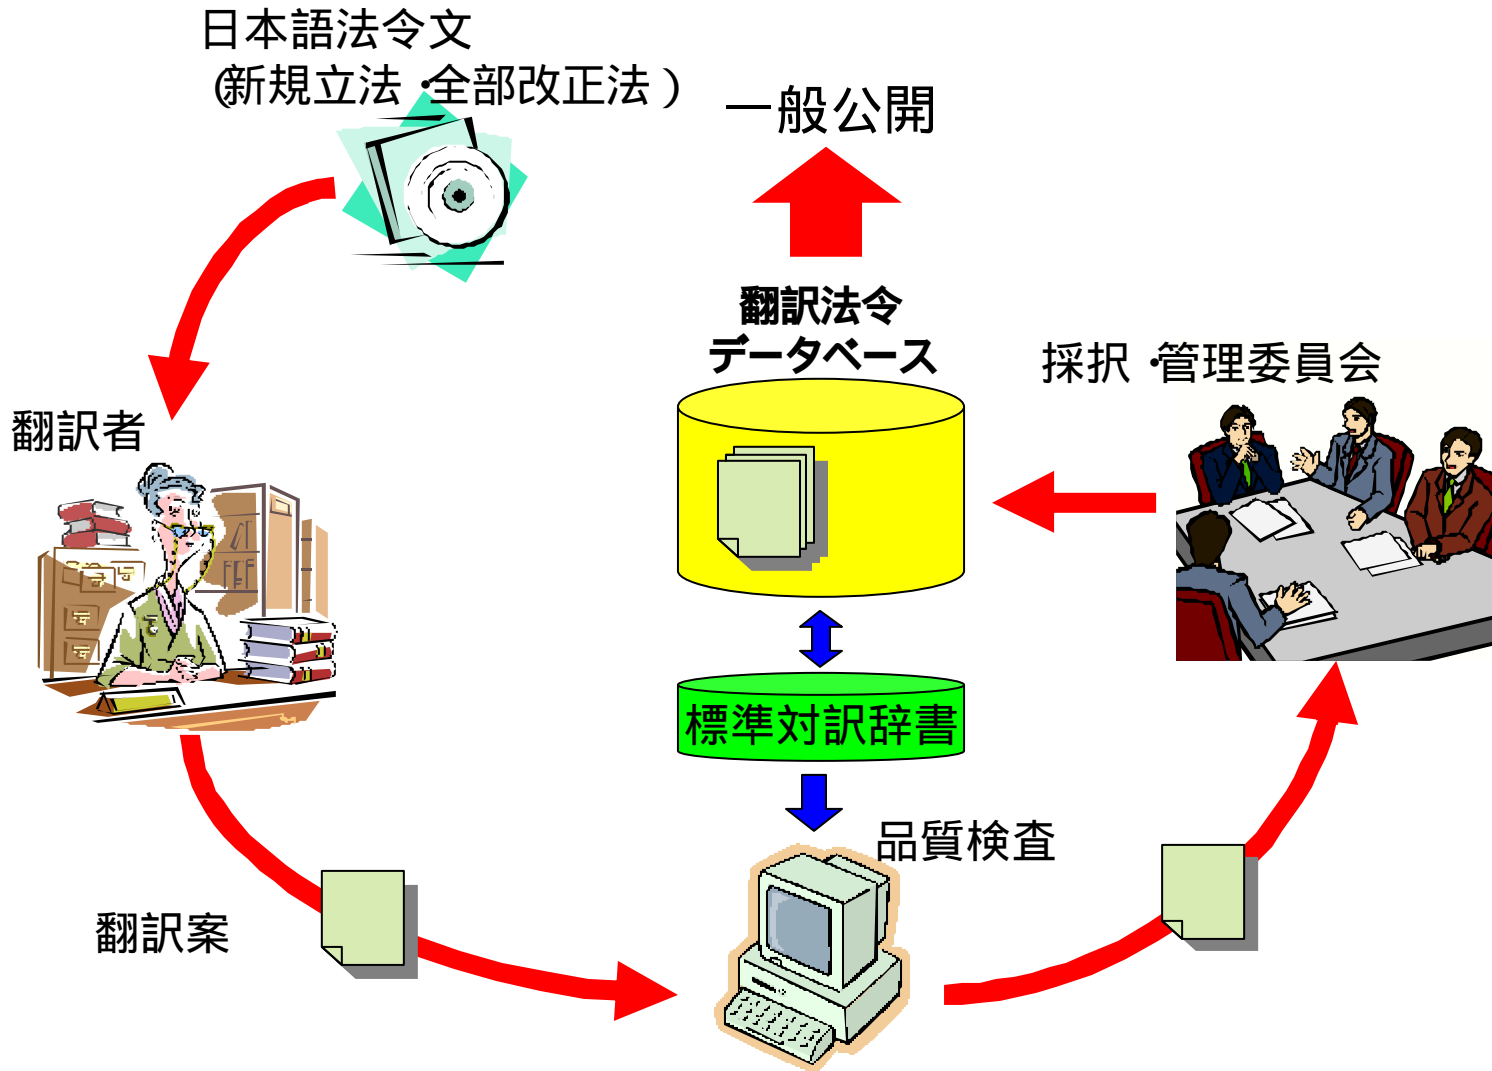 日本語法令文
(新規立法・全部改正法)
一般公開
翻訳法令
データベース
採択・管理委員会
翻訳者
標準対訳辞書
品質検査
翻訳案